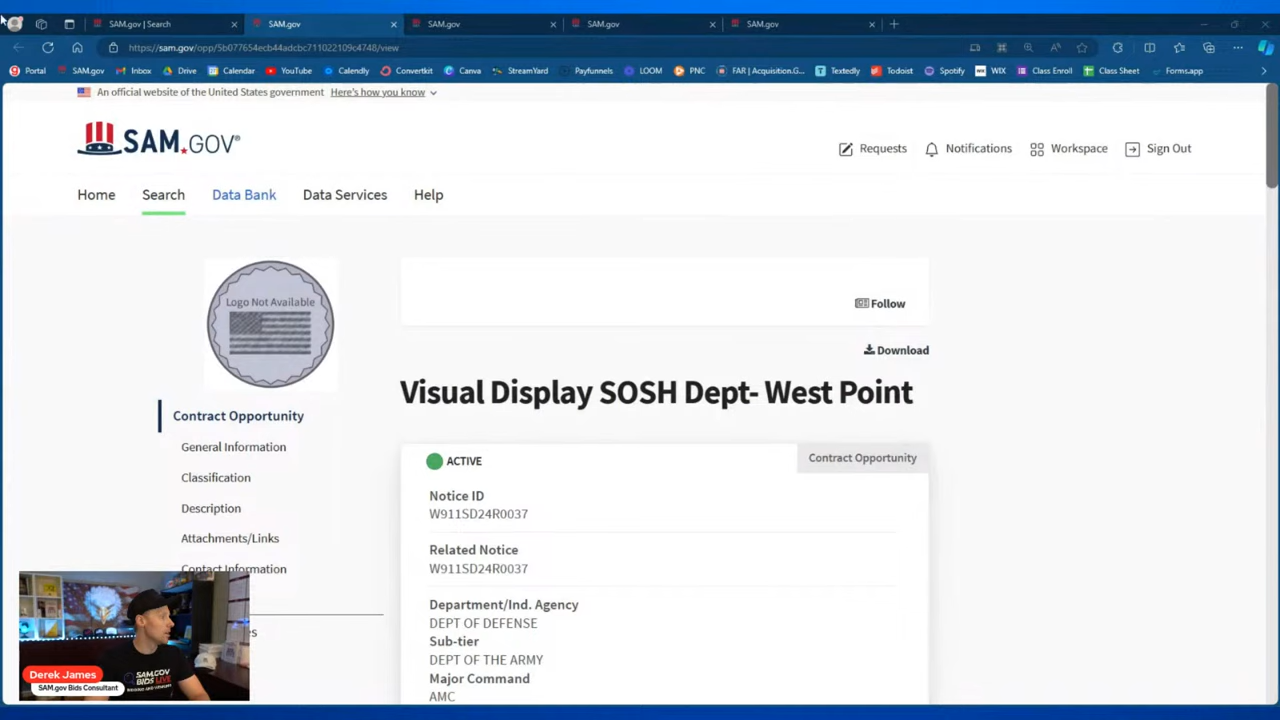 SAM.gov | Search
SAM.gov
SAM.gov
SAM.gov
SAM.gov
https://sam.gov/opp/5b077654ecb44adcbc711022109c4748/view
Portal
SAM.gov
Inbox
Drive
Calendar
YouTube
Calendly
Convertkit
Canva
StreamYard
Payfunnels
LOOM
PNC
FAR | Acquisition.G...
Textedly
Todoist
Spotify
WIX
Class Enroll
Class Sheet
Forms.app
An official website of the United States government Here's how you know
SAM.GOV®
Requests
Notifications
Workspace
Sign Out
Home
Search
Data Bank
Data Services
Help
Logo Not Available
Follow
Download
Visual Display SOSH Dept- West Point
Contract Opportunity
General Information
Classification
Description
Attachments/Links
Contact Information
ACTIVE
Contract Opportunity
Notice ID
W911SD24R0037
Related Notice
W911SD24R0037
Department/Ind. Agency
DEPT OF DEFENSE
Sub-tier
DEPT OF THE ARMY
Major Command
AMC
SAM.GOV
BIDS LIVE
Derek James
SAM.gov Bids Consultant